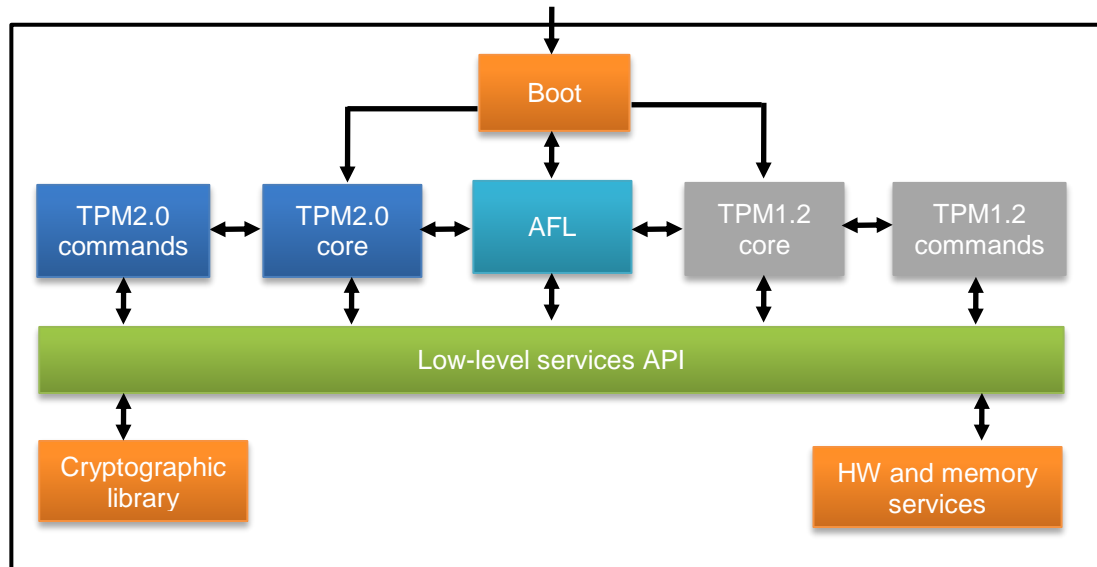 Boot
TPM2.0
commands
TPM2.0
core
AFL
TPM1.2
core
TPM1.2
commands
Low-level services API
Cryptographic
library
HW and memory
services